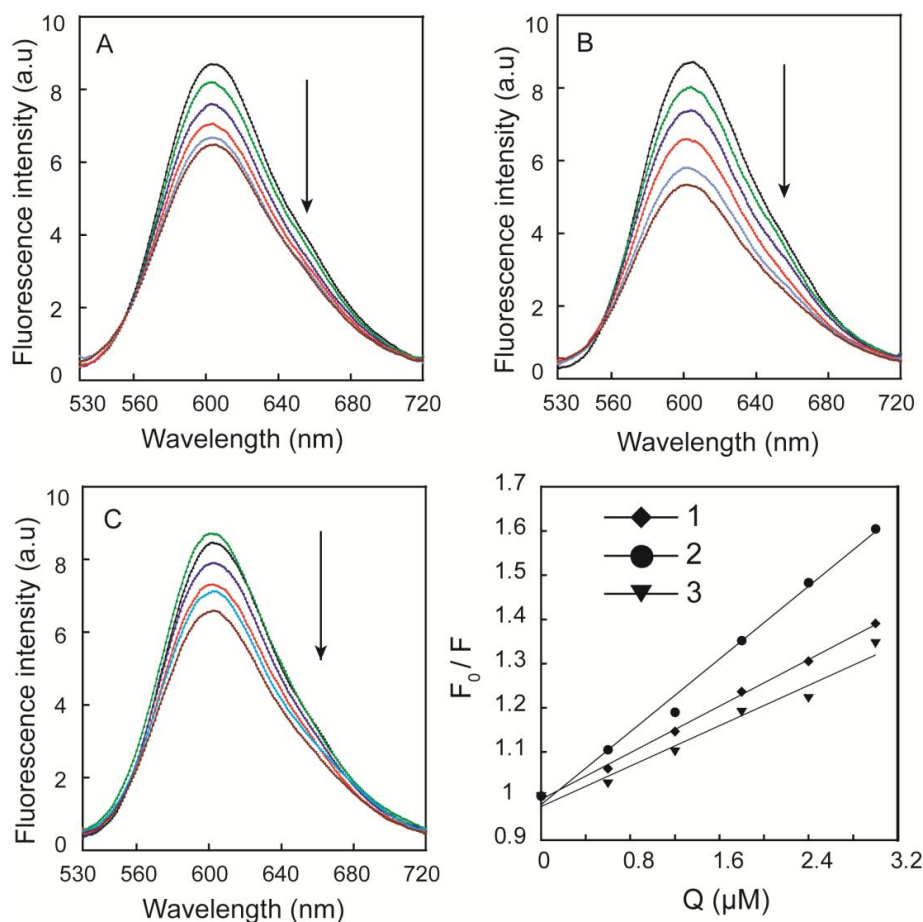 A
Fluorescence intensity (a.u)
10
8
6
4
2
0
530 560 600 640 680 720
Wavelength (nm)
B
Fluorescence intensity (a.u)
10
8
6
4
2
0
530 560 600 640 680 720
Wavelength (nm)
C
Fluorescence intensity (a.u)
10
8
6
4
2
0
530 560 600 640 680 720
Wavelength (nm)
1
2
3
F0 / F
1.7
1.6
1.5
1.4
1.3
1.2
1.1
1
0.9
0 0.8 1.6 2.4 3.2
Q (µM)